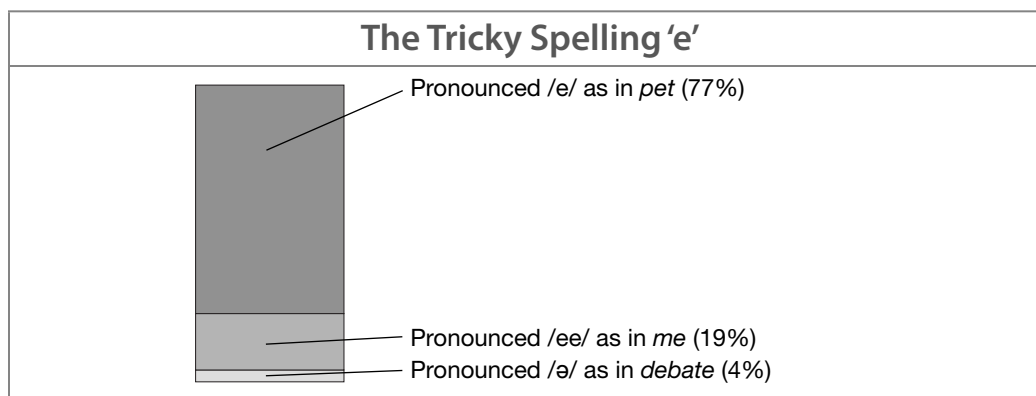 The Tricky Spelling ‘e’
Pronounced /e/ as in pet (77%)
Pronounced /ee/ as in me (19%)
Pronounced /ə/ as in debate (4%)